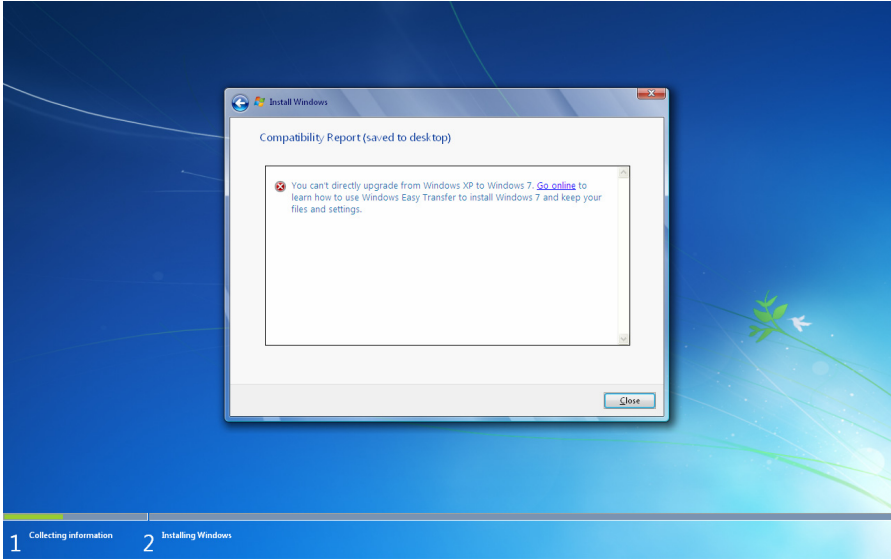 Install Windows
Compatibility Report (saved to desktop)
You can't directly upgrade from Windows XP to Windows 7. Go online to
learn how to use Windows Easy Transfer to install Windows 7 and keep your
files and settings.
Close
1 Collecting information
2 Installing Windows